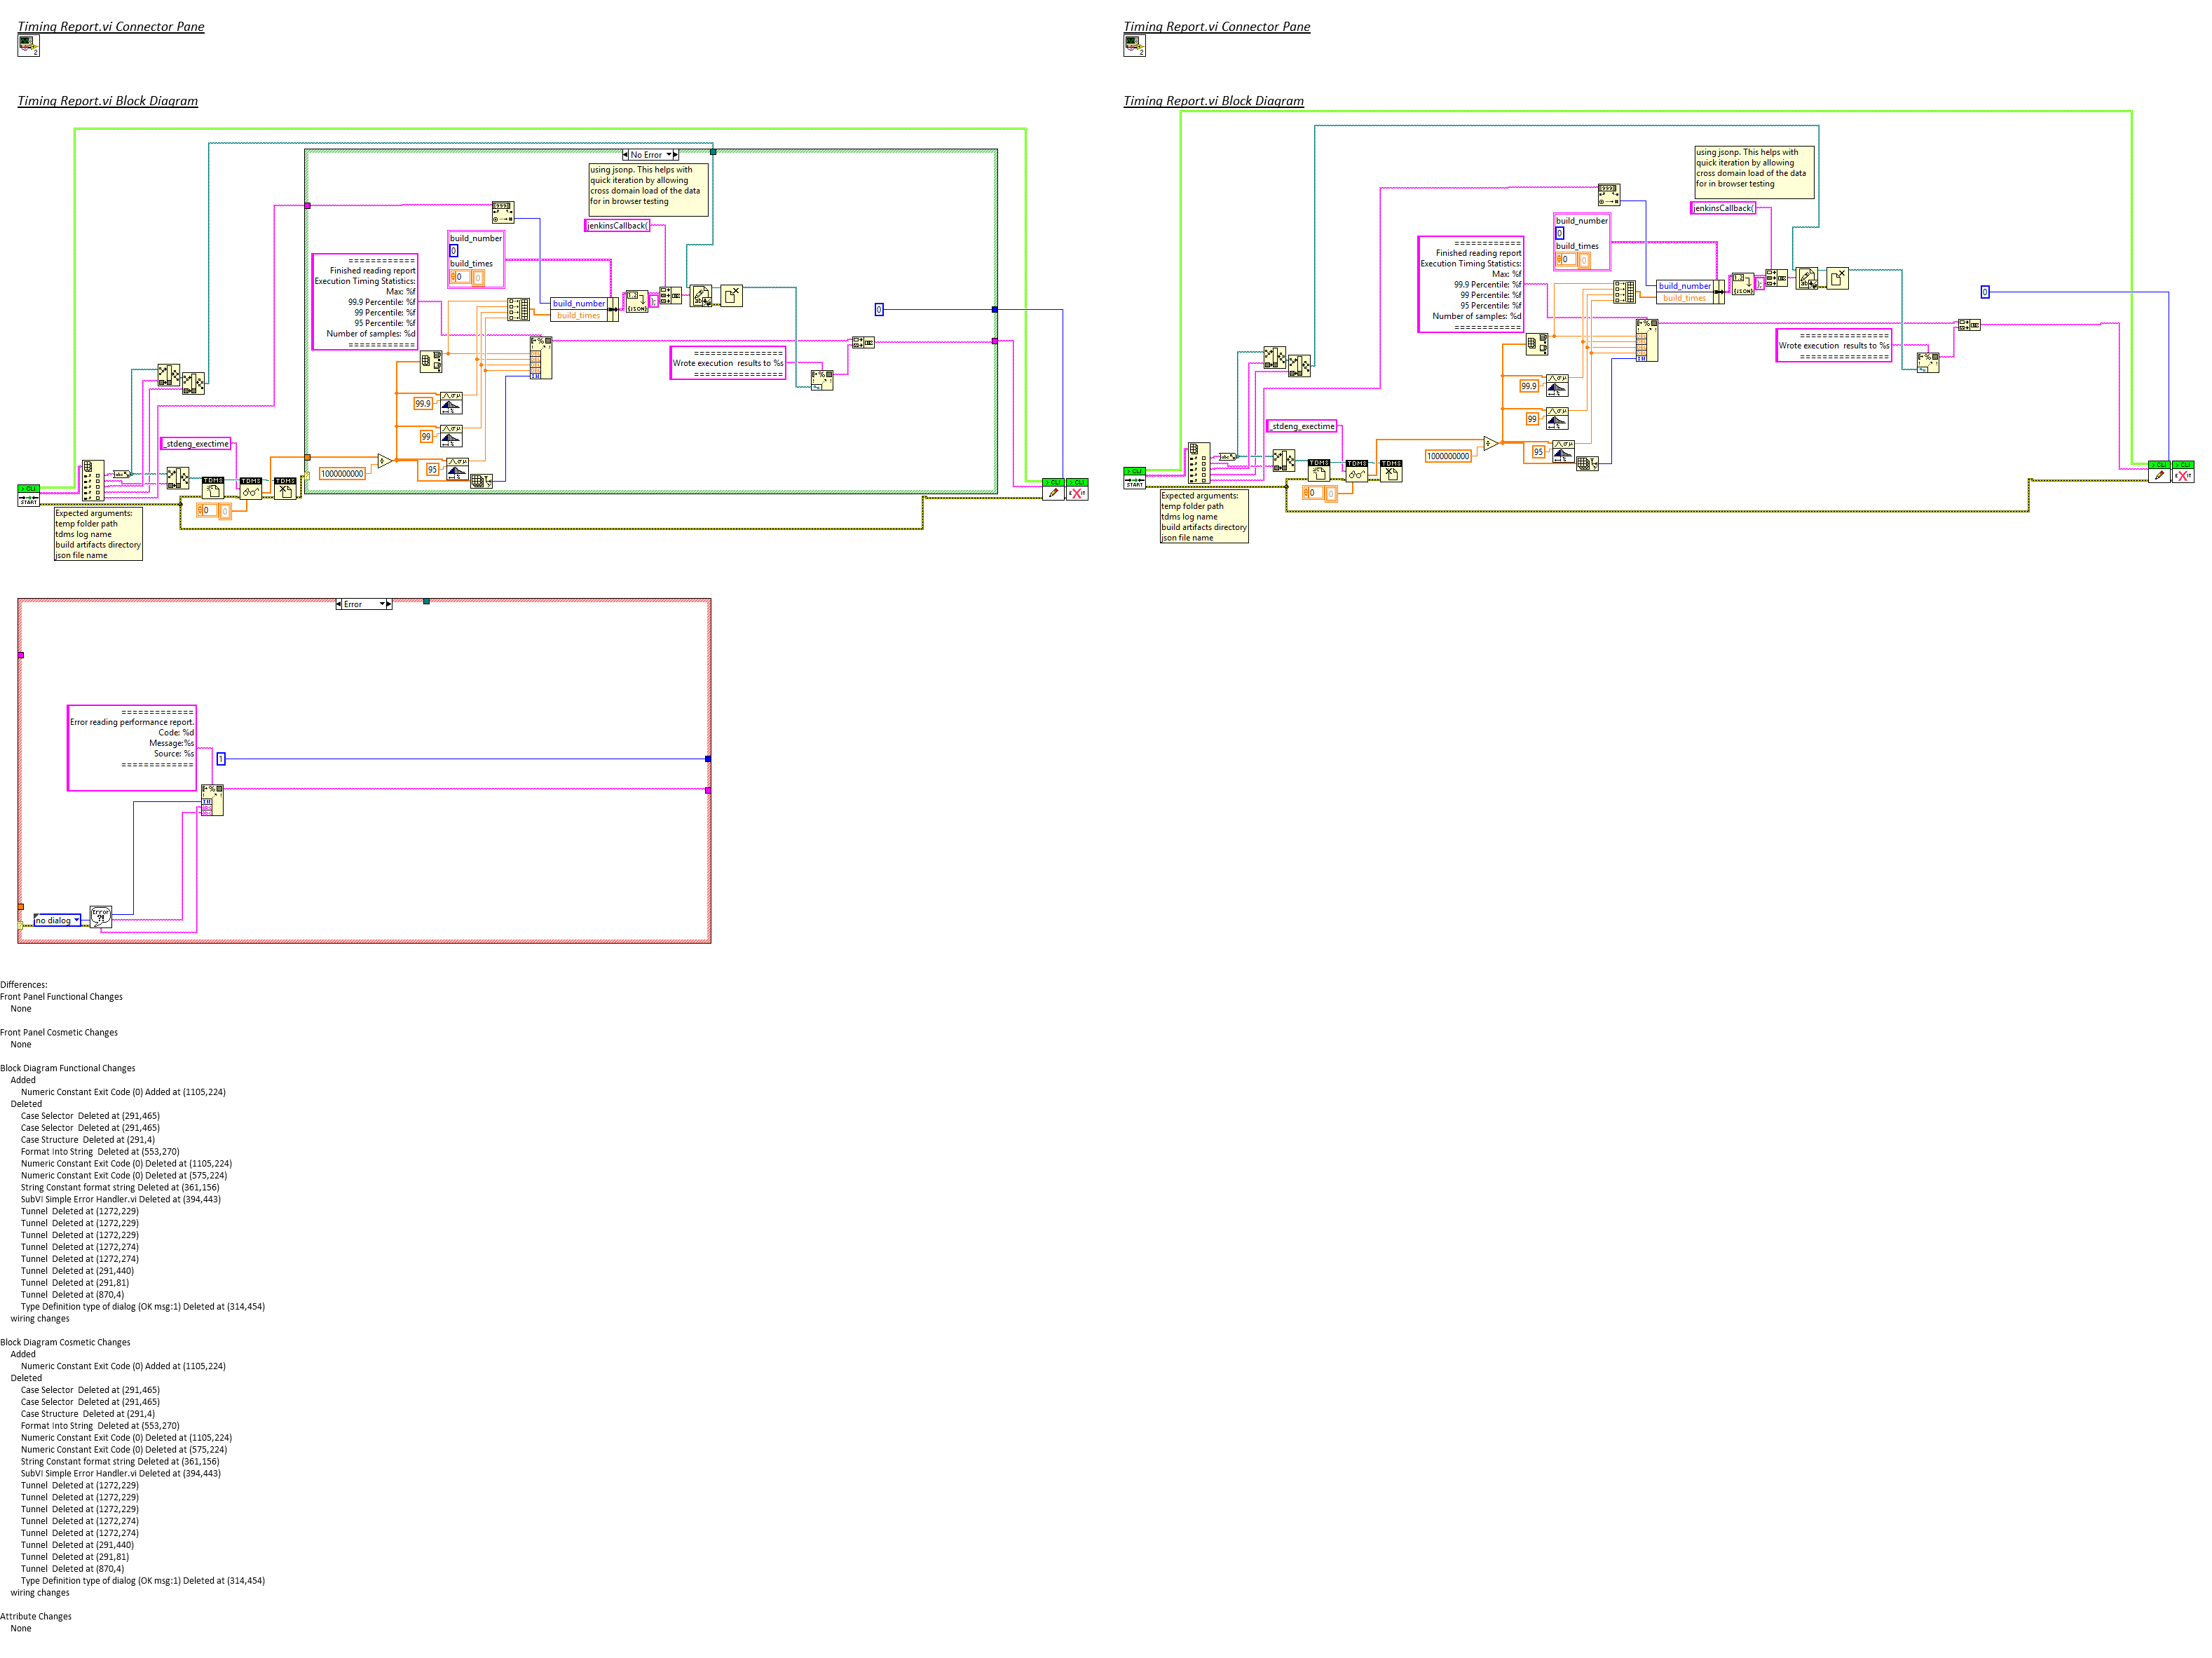 Timing Report.vi Connector Pane
Timing Report.vi Block Diagram
No Error
using jsonp. This helps with
quick iteration by allowing
cross domain load of the data
for in browser testing
jenkinsCallback(
build_number
0
build_times
0
0
============
Finished reading report
Execution Timing Statistics:
Max: %f
99.9 Percentile: %f
99 Percentile: %f
95 Percentile: %f
Number of samples: %d
============
build_number
build_times
);
0
================
Wrote execution  results to %s
================
99.9
99
95
1000000000
_stdeng_exectime
TDMS
TDMS
TDMS
0
0
> CLI
START
> CLI
> CLI
Expected arguments:
temp folder path
tdms log name
build artifacts directory
json file name
Error
=============
Error reading performance report.
Code: %d
Message:%s
Source: %s
=============
1
no dialog
Error
?!
Timing Report.vi Connector Pane
Timing Report.vi Block Diagram
using jsonp. This helps with
quick iteration by allowing
cross domain load of the data
for in browser testing
jenkinsCallback(
build_number
0
build_times
0
0
============
Finished reading report
Execution Timing Statistics:
Max: %f
99.9 Percentile: %f
99 Percentile: %f
95 Percentile: %f
Number of samples: %d
============
build_number
build_times
);
0
================
Wrote execution  results to %s
================
99.9
99
95
1000000000
_stdeng_exectime
TDMS
TDMS
TDMS
0
0
> CLI
START
> CLI
> CLI
Expected arguments:
temp folder path
tdms log name
build artifacts directory
json file name
Differences:
Front Panel Functional Changes
None
Front Panel Cosmetic Changes
None
Block Diagram Functional Changes
Added
Numeric Constant Exit Code (0) Added at (1105,224)
Deleted
Case Selector  Deleted at (291,465)
Case Selector  Deleted at (291,465)
Case Structure  Deleted at (291,4)
Format Into String  Deleted at (553,270)
Numeric Constant Exit Code (0) Deleted at (1105,224)
Numeric Constant Exit Code (0) Deleted at (575,224)
String Constant format string Deleted at (361,156)
SubVI Simple Error Handler.vi Deleted at (394,443)
Tunnel  Deleted at (1272,229)
Tunnel  Deleted at (1272,229)
Tunnel  Deleted at (1272,229)
Tunnel  Deleted at (1272,274)
Tunnel  Deleted at (1272,274)
Tunnel  Deleted at (291,440)
Tunnel  Deleted at (291,81)
Tunnel  Deleted at (870,4)
Type Definition type of dialog (OK msg:1) Deleted at (314,454)
wiring changes
Block Diagram Cosmetic Changes
Added
Numeric Constant Exit Code (0) Added at (1105,224)
Deleted
Case Selector  Deleted at (291,465)
Case Selector  Deleted at (291,465)
Case Structure  Deleted at (291,4)
Format Into String  Deleted at (553,270)
Numeric Constant Exit Code (0) Deleted at (1105,224)
Numeric Constant Exit Code (0) Deleted at (575,224)
String Constant format string Deleted at (361,156)
SubVI Simple Error Handler.vi Deleted at (394,443)
Tunnel  Deleted at (1272,229)
Tunnel  Deleted at (1272,229)
Tunnel  Deleted at (1272,229)
Tunnel  Deleted at (1272,274)
Tunnel  Deleted at (1272,274)
Tunnel  Deleted at (291,440)
Tunnel  Deleted at (291,81)
Tunnel  Deleted at (870,4)
Type Definition type of dialog (OK msg:1) Deleted at (314,454)
wiring changes
Attribute Changes
None